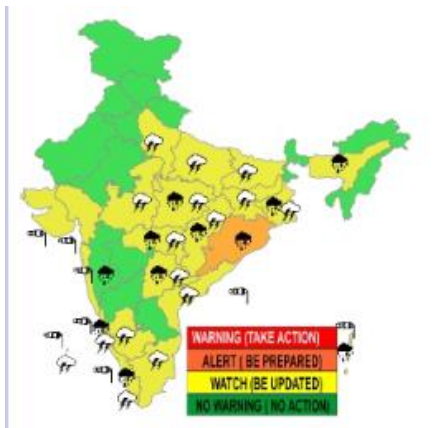 WARNING (TAKE ACTION)
ALERT ( BE PREPARED)
WATCH (BE UPDATED)
NO WARNING ( NO ACTION)